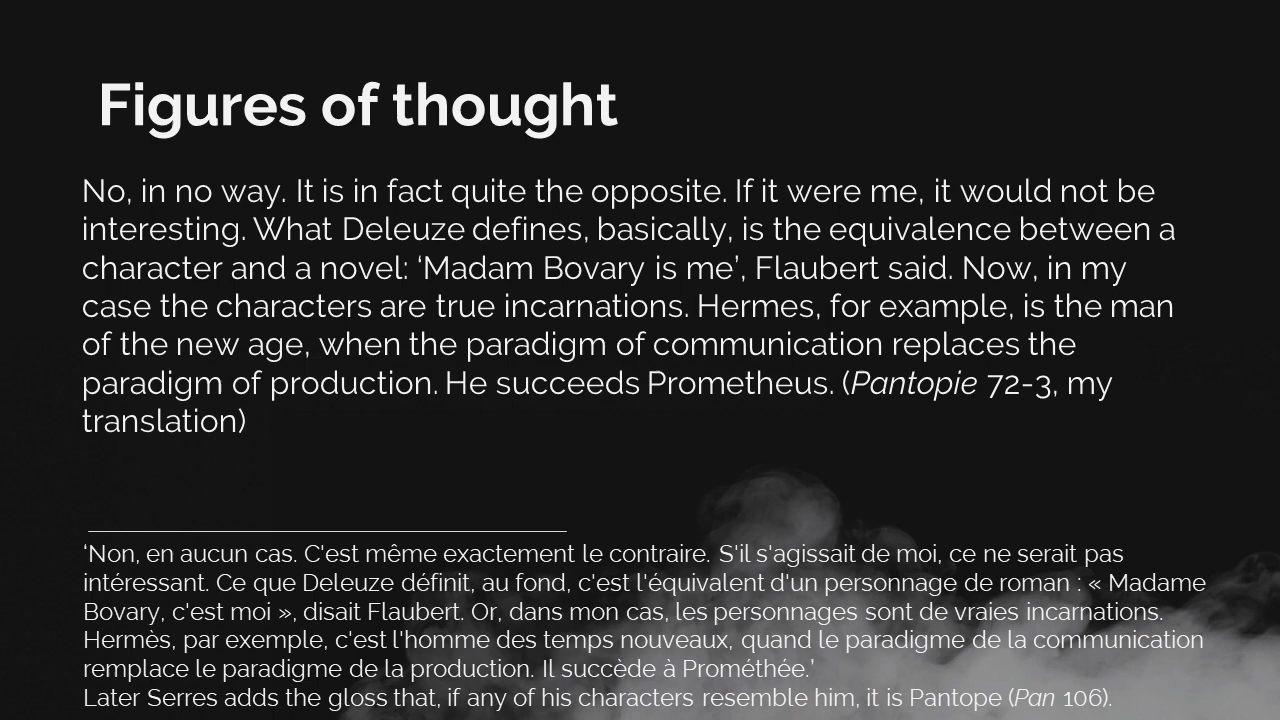 Figures of thought
No, in no way. It is in fact quite the opposite. If it were me, it would not be
interesting. What Deleuze defines, basically, is the equivalence between a
character and a novel: ‘Madam Bovary is me’, Flaubert said. Now, in my
case the characters are true incarnations. Hermes, for example, is the man
of the new age, when the paradigm of communication replaces the
paradigm of production. He succeeds Prometheus. (Pantopie 72-3, my
translation)
‘Non, en aucun cas. C'est même exactement le contraire. S'il s'agissait de moi, ce ne serait pas
intéressant. Ce que Deleuze définit, au fond, c'est l'équivalent d'un personnage de roman : « Madame
Bovary, c'est moi », disait Flaubert. Or, dans mon cas, les personnages sont de vraies incarnations.
Hermès, par exemple, c'est l'homme des temps nouveaux, quand le paradigme de la communication
remplace le paradigme de la production. Il succède à Prométhée.’
Later Serres adds the gloss that, if any of his characters resemble him, it is Pantope (Pan 106).